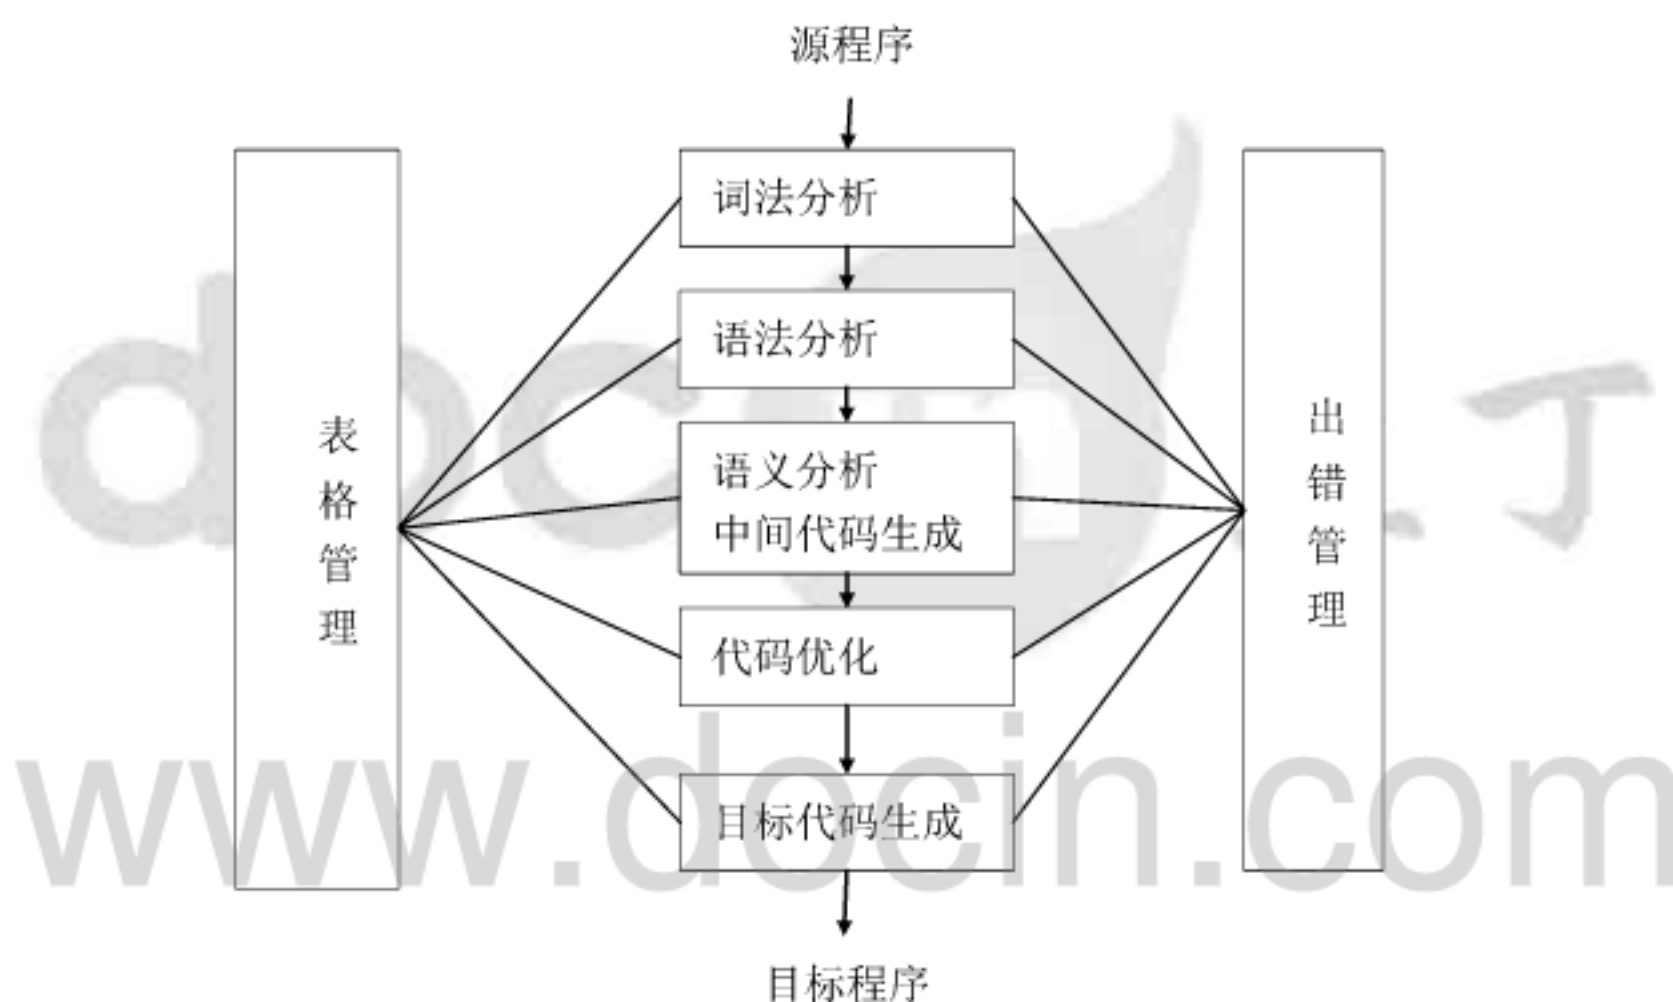 源程序
词法分析
语法分析
表格管理
语义分析
中间代码生成
出错管理
代码优化
目标代码生成
目标程序
www.docin.com